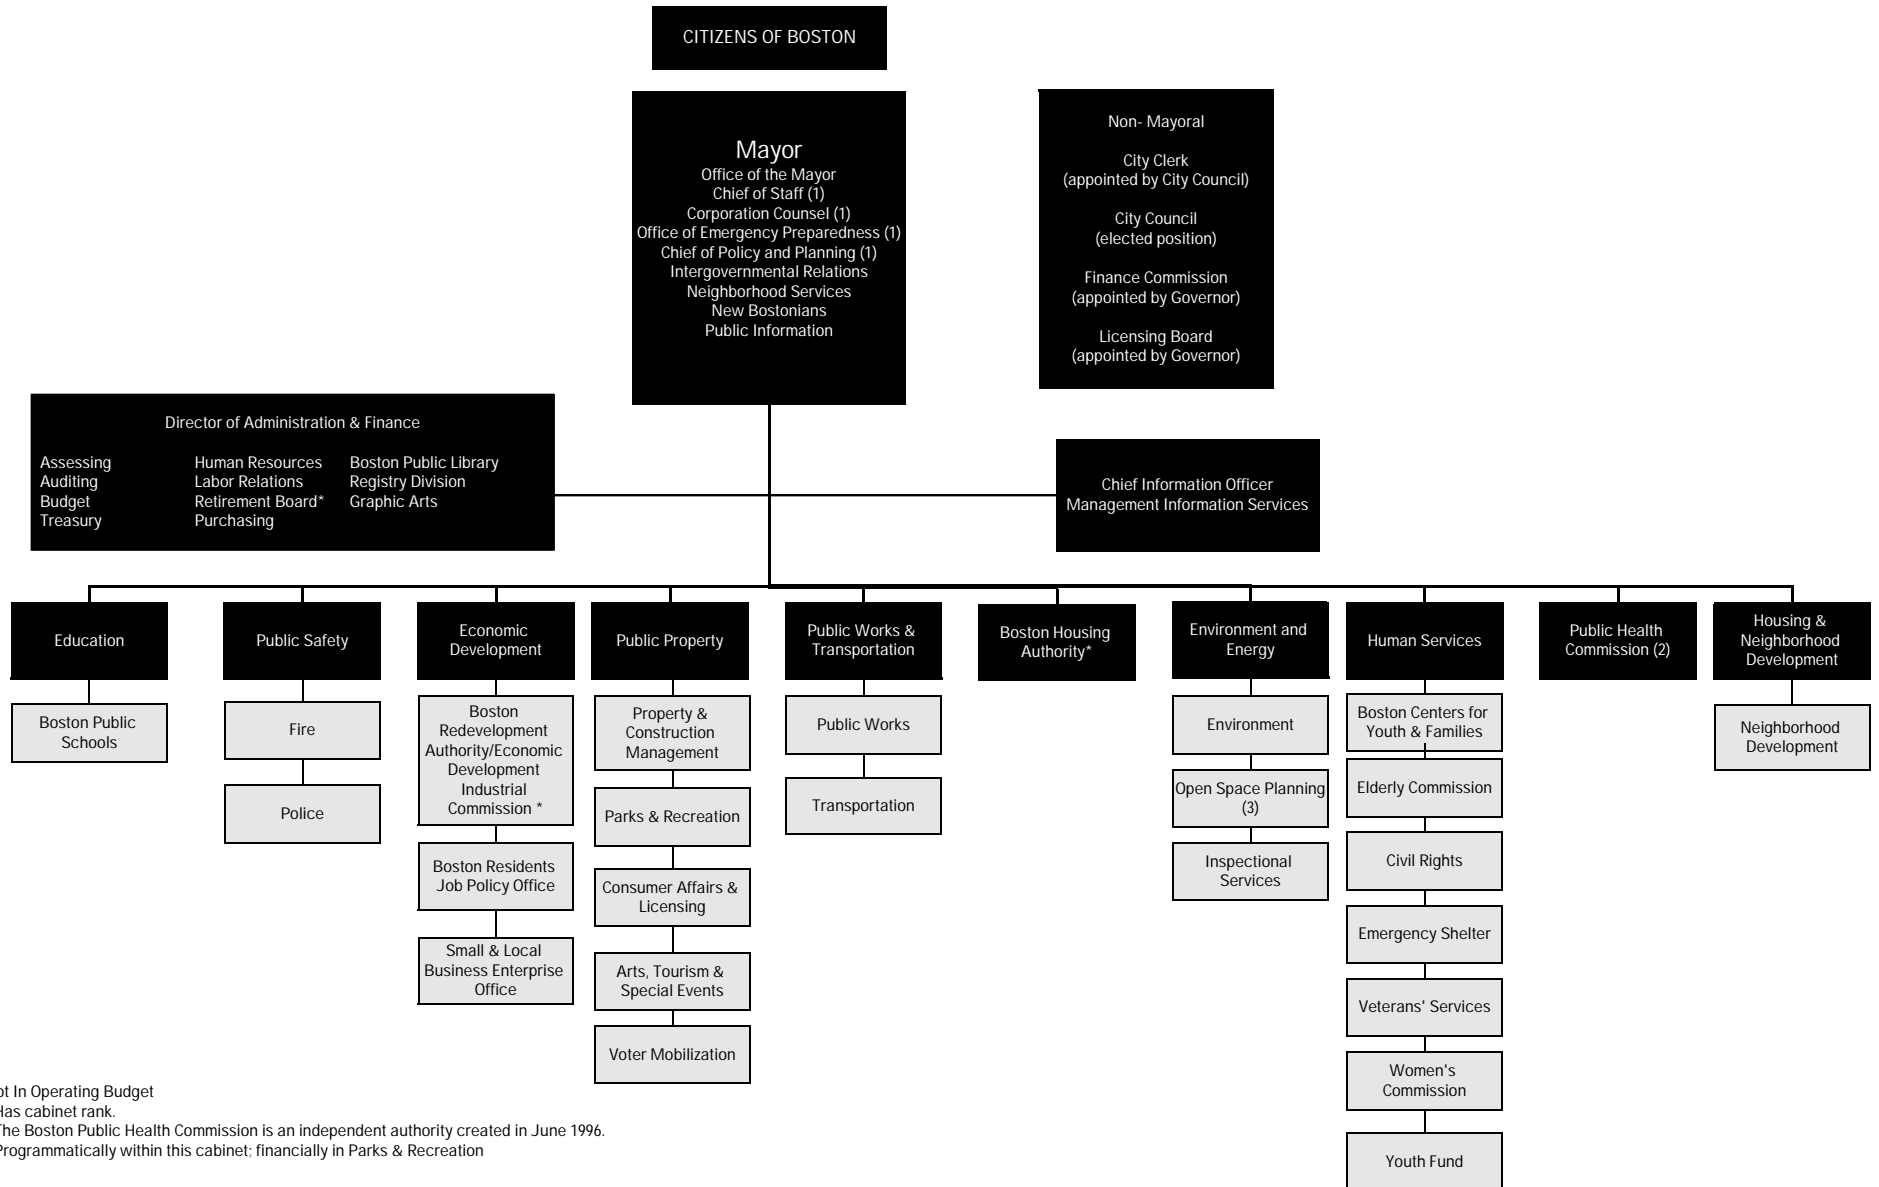 CITIZENS OF BOSTON
Mayor
Office of the Mayor
Chief of Staff (1)
Corporation Counsel (1)
Office of Emergency Preparedness (1)
Chief of Policy and Planning (1)
Intergovernmental Relations
Neighborhood Services
New Bostonians
Public Information
Non- Mayoral
City Clerk
(appointed by City Council)
City Council
(elected position)
Finance Commission
(appointed by Governor)
Licensing Board
(appointed by Governor)
Director of Administration & Finance
Assessing
Auditing
Budget
Treasury
Human Resources
Labor Relations
Retirement Board*
Purchasing
Boston Public Library
Registry Division
Graphic Arts
Chief Information Officer
Management Information Services
Education
Boston Public
Schools
Public Safety
Fire
Police
Economic
Development
Boston
Redevelopment
Authority/Economic
Development
Industrial
Commission *
Boston Residents
Job Policy Office
Small & Local
Business Enterprise
Office
Public Property
Property &
Construction
Management
Parks & Recreation
Consumer Affairs &
Licensing
Arts, Tourism &
Special Events
Voter Mobilization
Public Works &
Transportation
Public Works
Transportation
Boston Housing
Authority*
Environment and
Energy
Environment
Open Space Planning
(3)
Inspectional
Services
Human Services
Boston Centers for
Youth & Families
Elderly Commission
Civil Rights
Emergency Shelter
Veterans' Services
Women's
Commission
Youth Fund
Public Health
Commission (2)
Housing &
Neighborhood
Development
Neighborhood
Development
ot In Operating Budget
Has cabinet rank.
The Boston Public Health Commission is an independent authority created in June 1996.
Programmatically within this cabinet; financially in Parks & Recreation